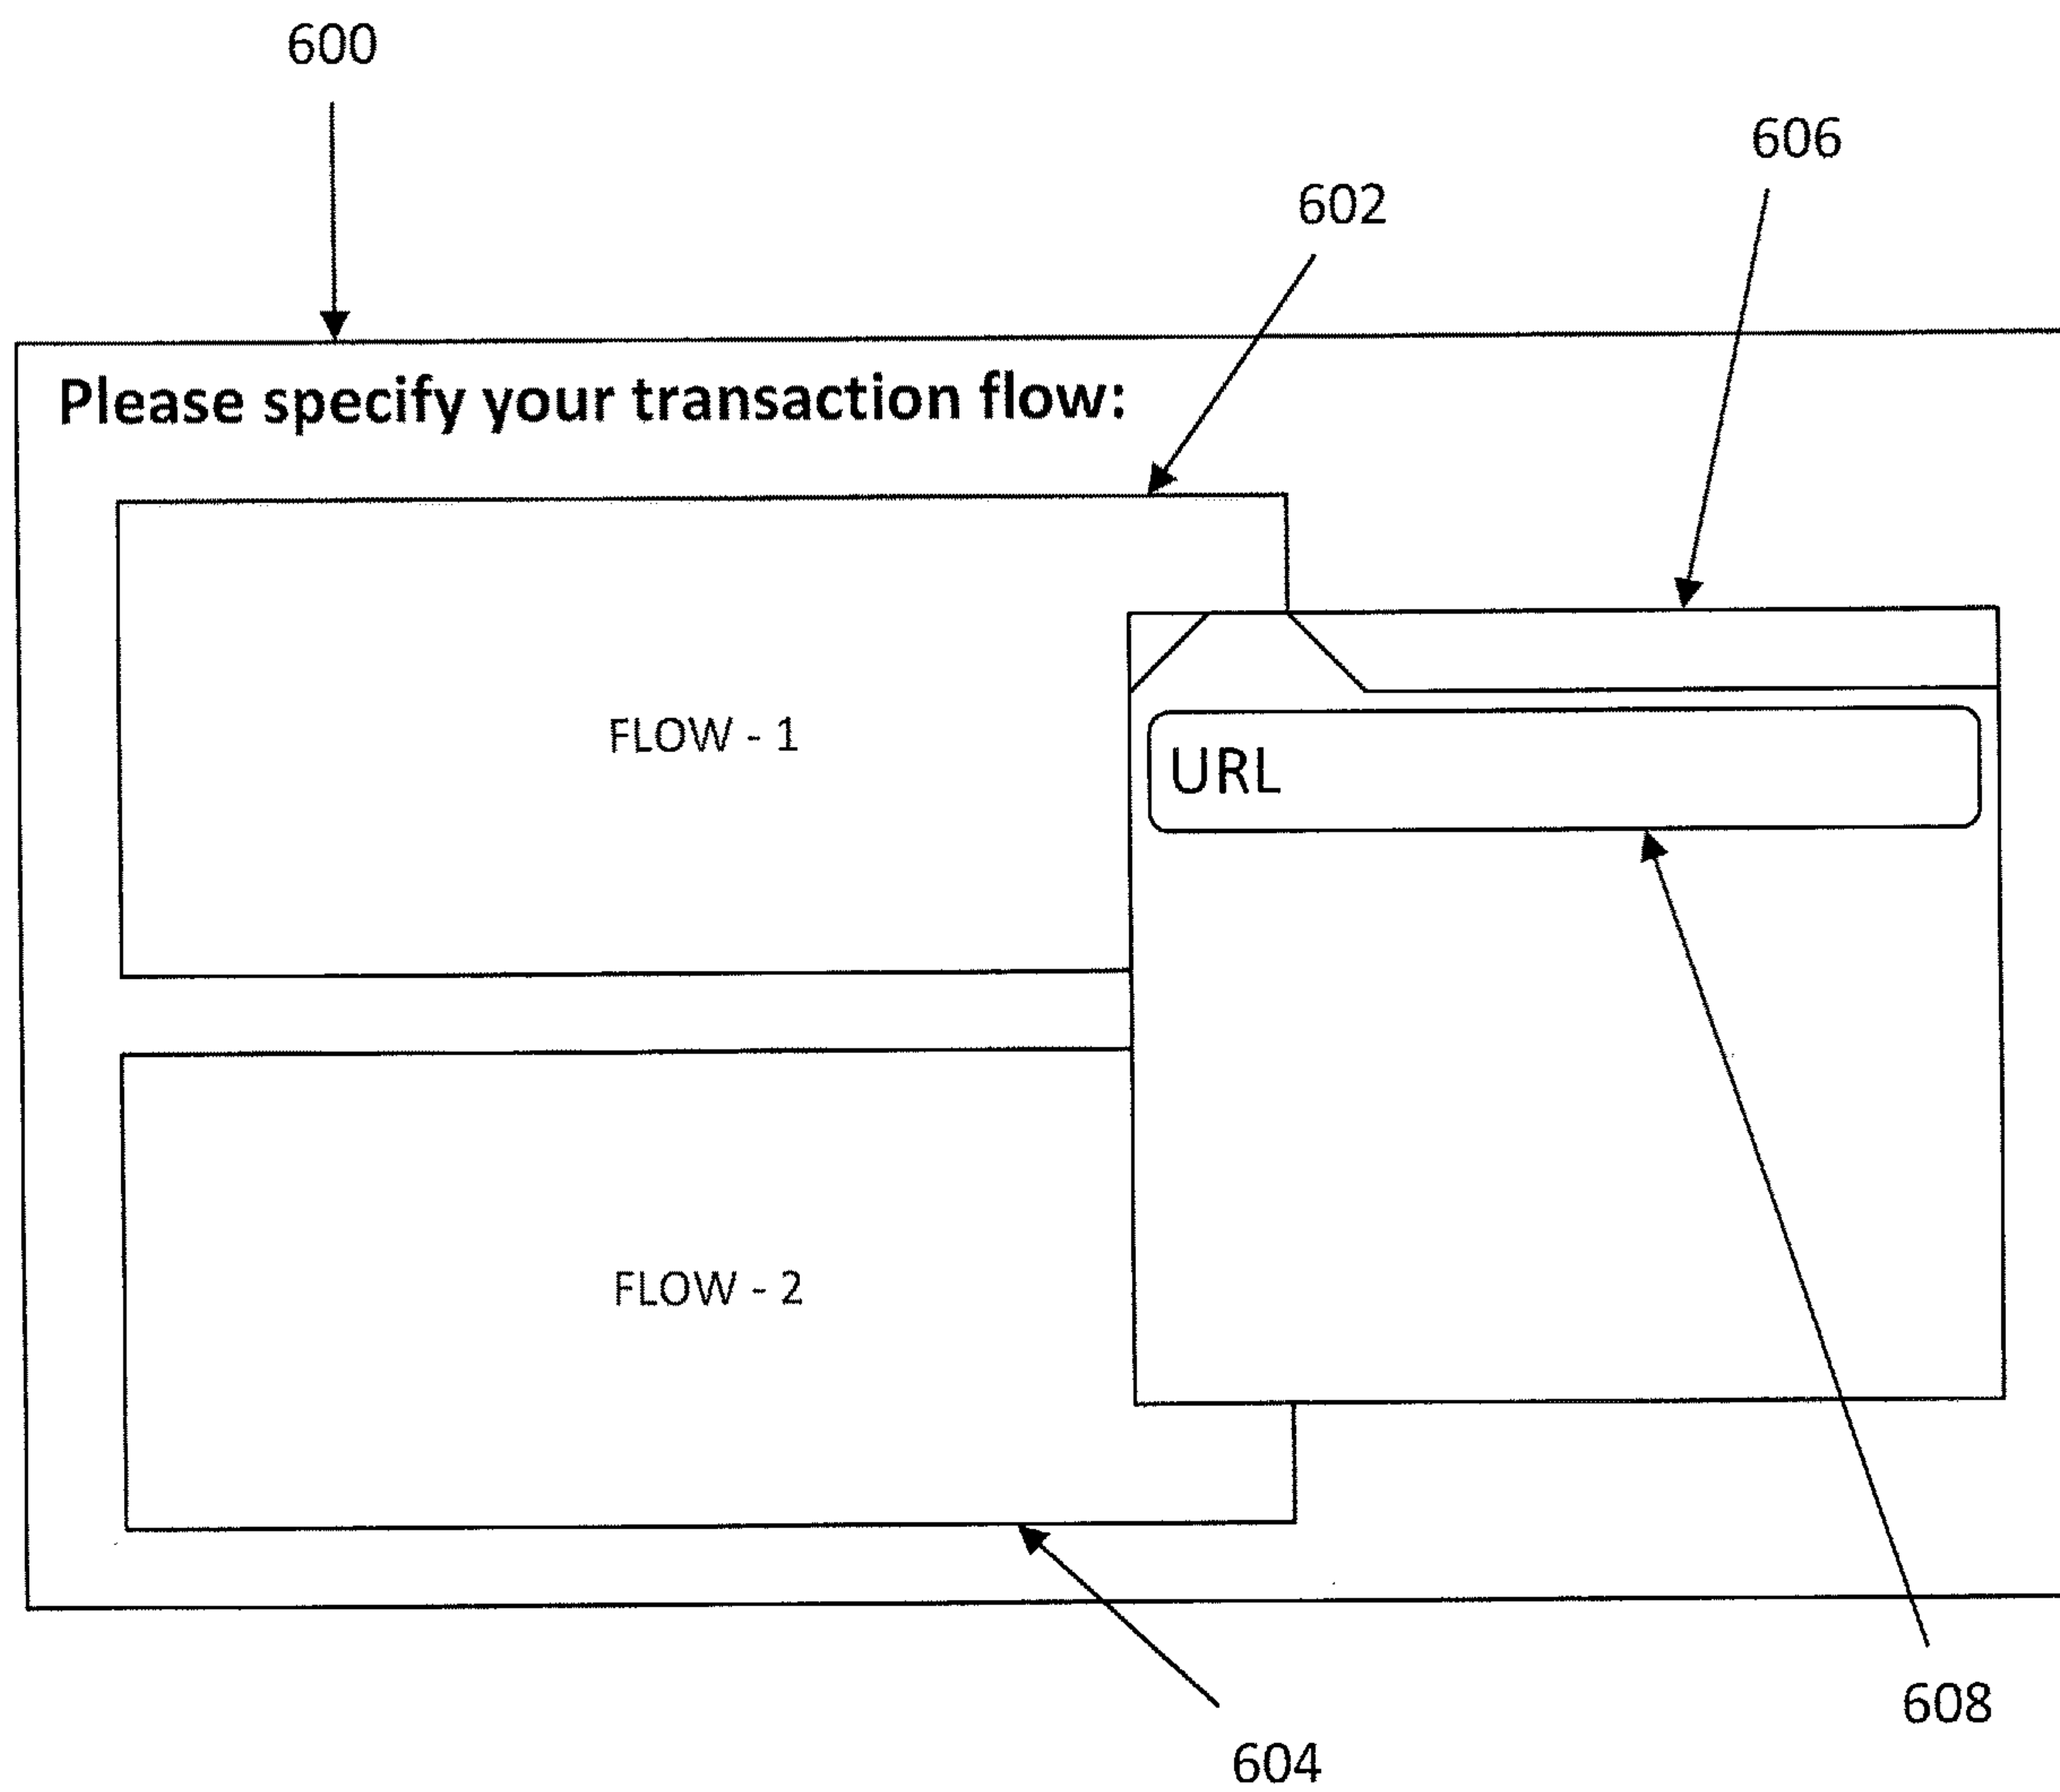 600
606
602
Please specify your transaction flow:
FLOW - 1
URL
FLOW - 2
608
604